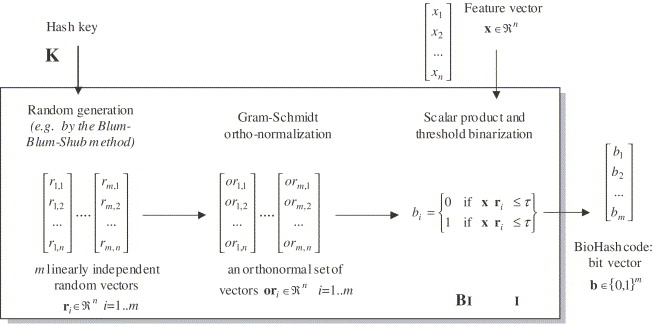 Hash key
K
x1
x2
...
xn
Feature vector
x ∈ ℜ^n
Random generation
(e.g. by the Blum-
Blum-Shub method)
Gram-Schmidt
ortho-normalization
Scalar product and
threshold binarization
r1,1 rm,1
r1,2 .... rm,2
... ...
r1,n rm,n
or1,1 orm,1
or1,2 .... orm,2
... ...
or1,n orm,n
bi = { 0 if x ri ≤ τ
1 if x ri ≤ τ }
b1
b2
...
bm
m linearly independent
random vectors
ri ∈ ℜ^n i=1..m
an orthonormal set of
vectors ori ∈ ℜ^n i=1..m
BI I
BioHash code:
bit vector
b ∈ {0,1}^m